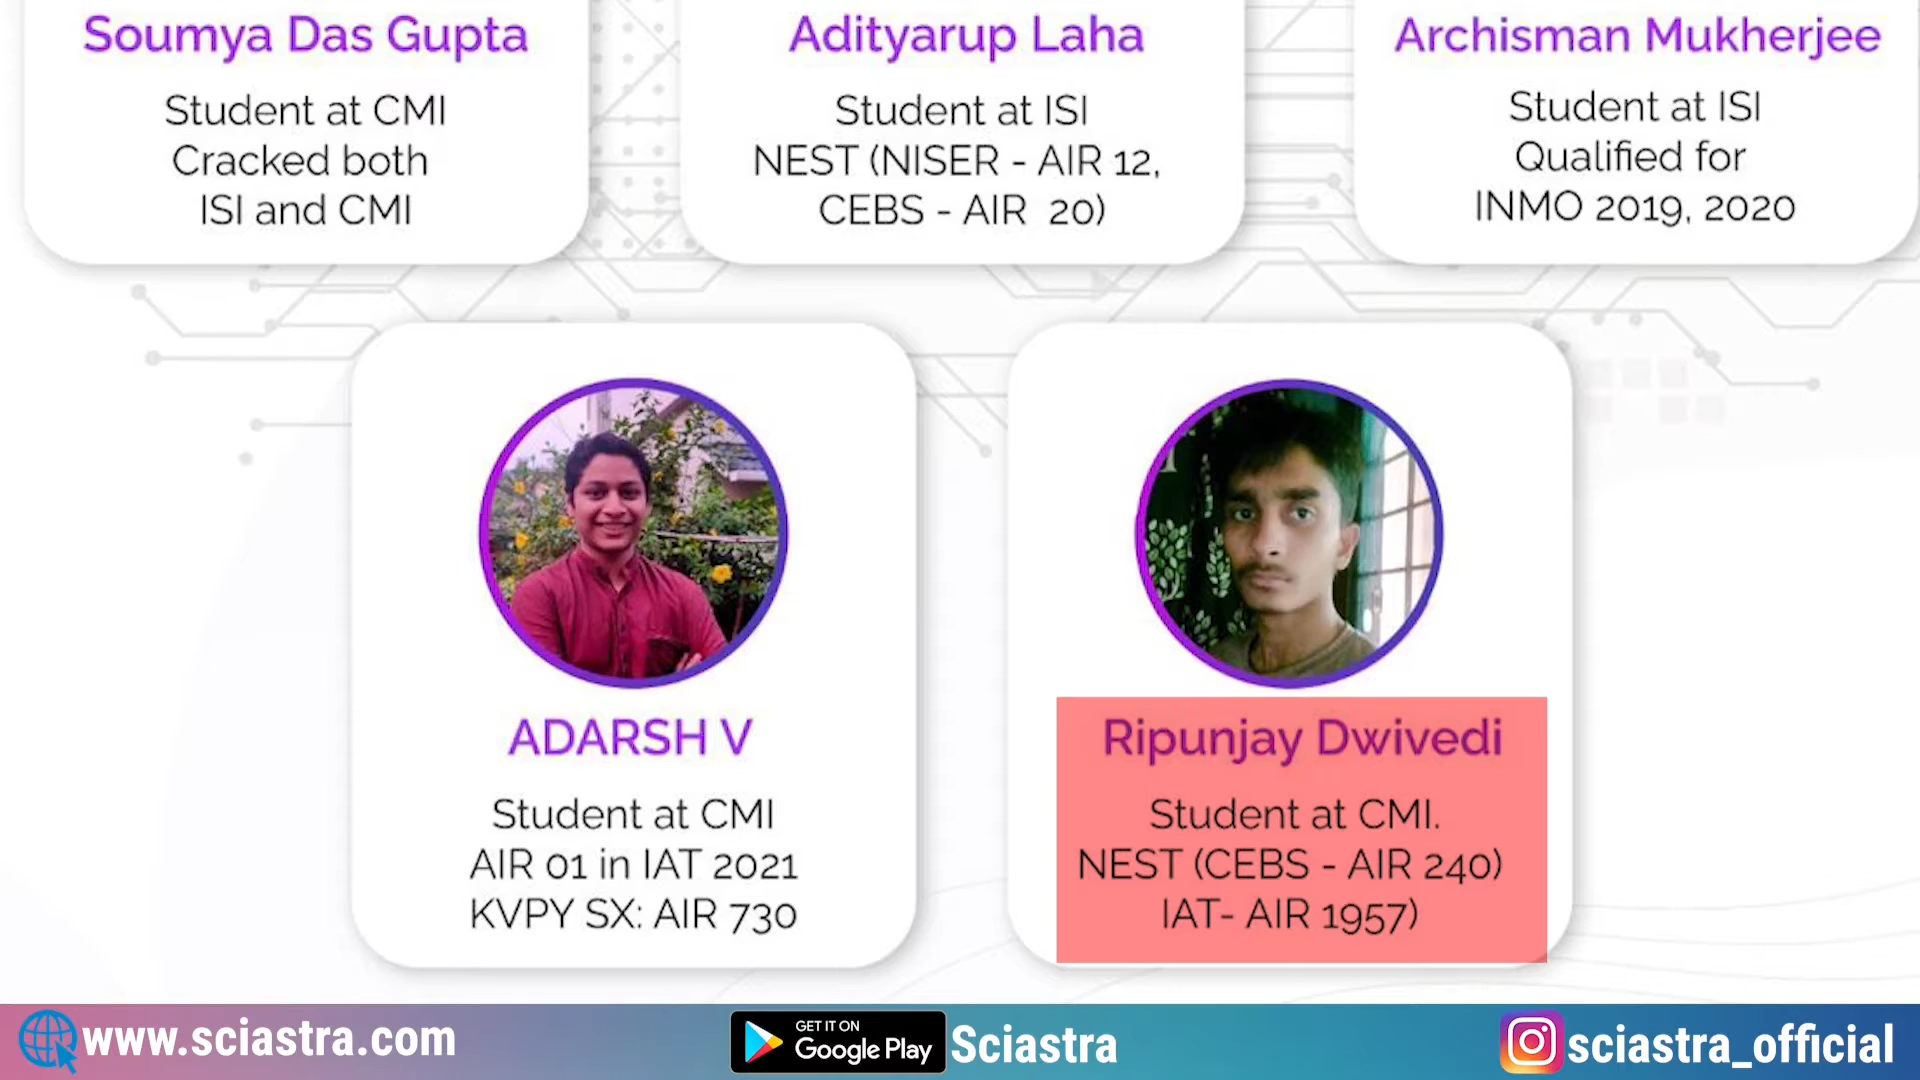 Soumya Das Gupta
Student at CMI
Cracked both
ISI and CMI
Adityarup Laha
Student at ISI
NEST (NISER - AIR 12,
CEBS - AIR 20)
Archisman Mukherjee
Student at ISI
Qualified for
INMO 2019, 2020
ADARSH V
Student at CMI
AIR 01 in IAT 2021
KVPY SX: AIR 730
Ripunjay Dwivedi
Student at CMI.
NEST (CEBS - AIR 240)
IAT- AIR 1957)
www.sciastra.com
GET IT ON
Google Play
Sciastra
sciastra_official